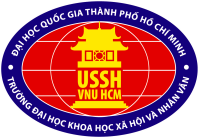 ĐẠI HỌC QUỐC GIA THÀNH PHỐ HỒ CHÍ MINH
USSH
VNU HCM
TRƯỜNG ĐẠI HỌC KHOA HỌC XÃ HỘI VÀ NHÂN VĂN